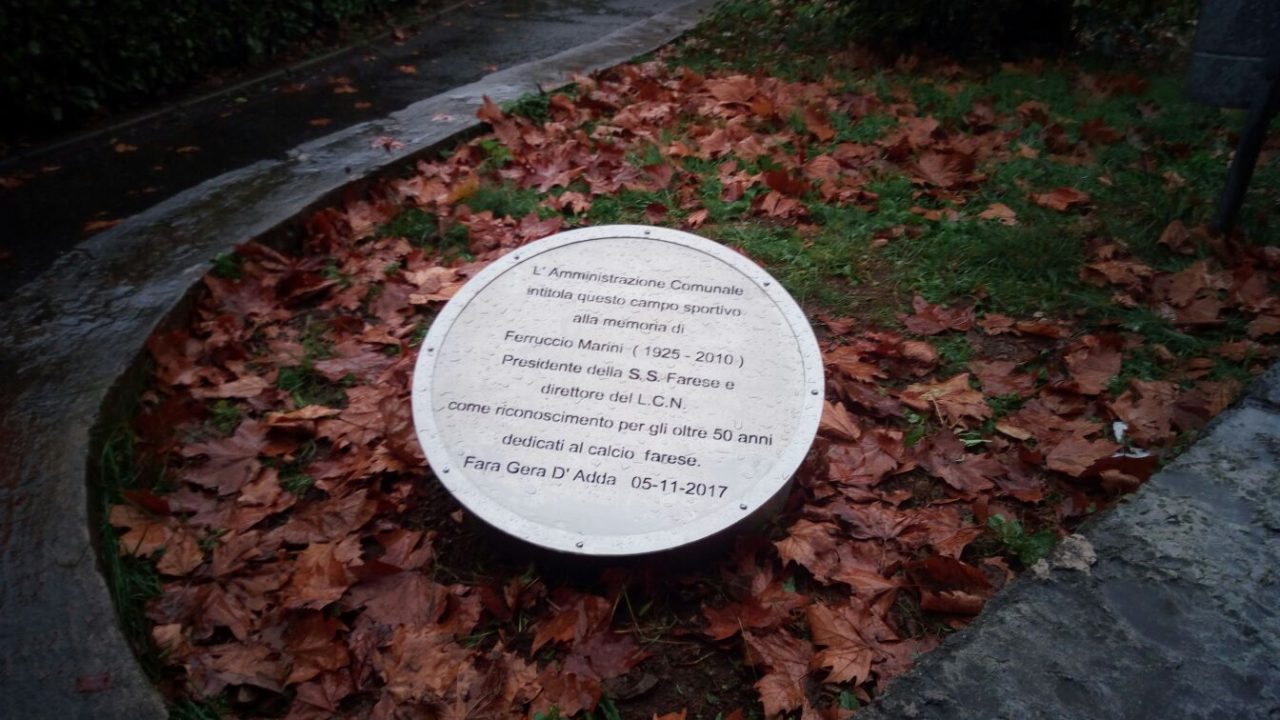 L' Amministrazione Comunale
intitola questo campo sportivo
alla memoria di
Ferruccio Marini ( 1925 - 2010 )
Presidente della S.S. Farese e
direttore del L.C.N.
come riconoscimento per gli oltre 50 anni
dedicati al calcio farese.
Fara Gera D' Adda 05-11-2017